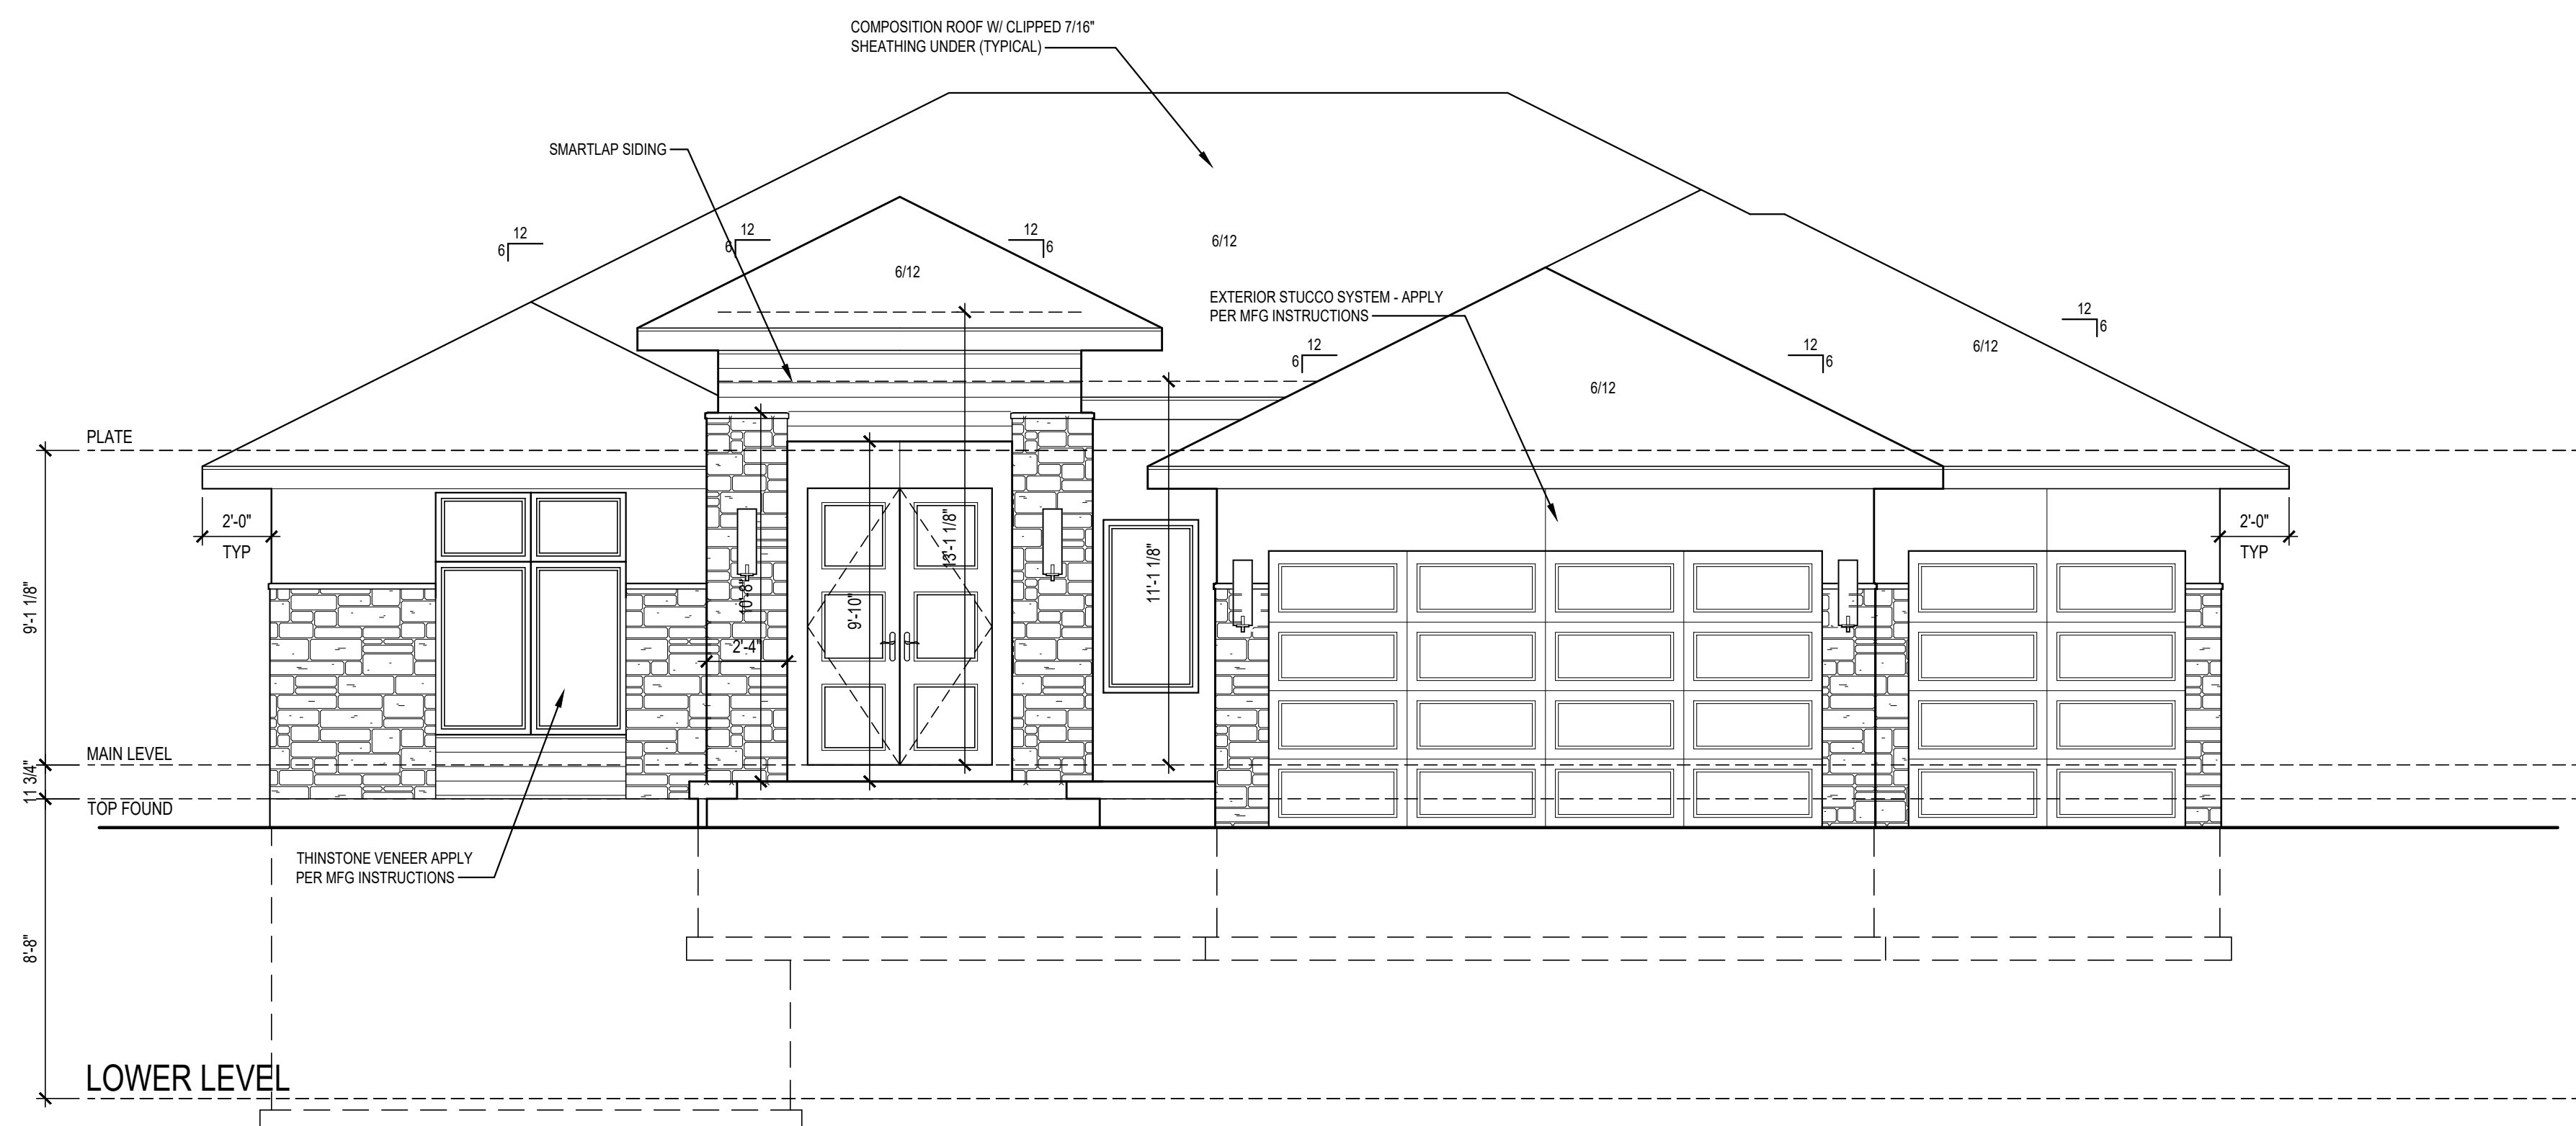 COMPOSITION ROOF W/ CLIPPED 7/16"
SHEATHING UNDER (TYPICAL)
SMARTLAP SIDING
12
6
12
6
12
6
6/12
6/12
EXTERIOR STUCCO SYSTEM - APPLY
PER MFG INSTRUCTIONS
12
6
12
6
12
6
6/12
6/12
PLATE
2'-0"
TYP
2'-0"
TYP
9'-1 1/8"
10'-8"
9'-10"
13'-1 1/8"
11'-1 1/8"
2'-4"
MAIN LEVEL
11 3/4"
TOP FOUND
THINSTONE VENEER APPLY
PER MFG INSTRUCTIONS
8'-8"
LOWER LEVEL